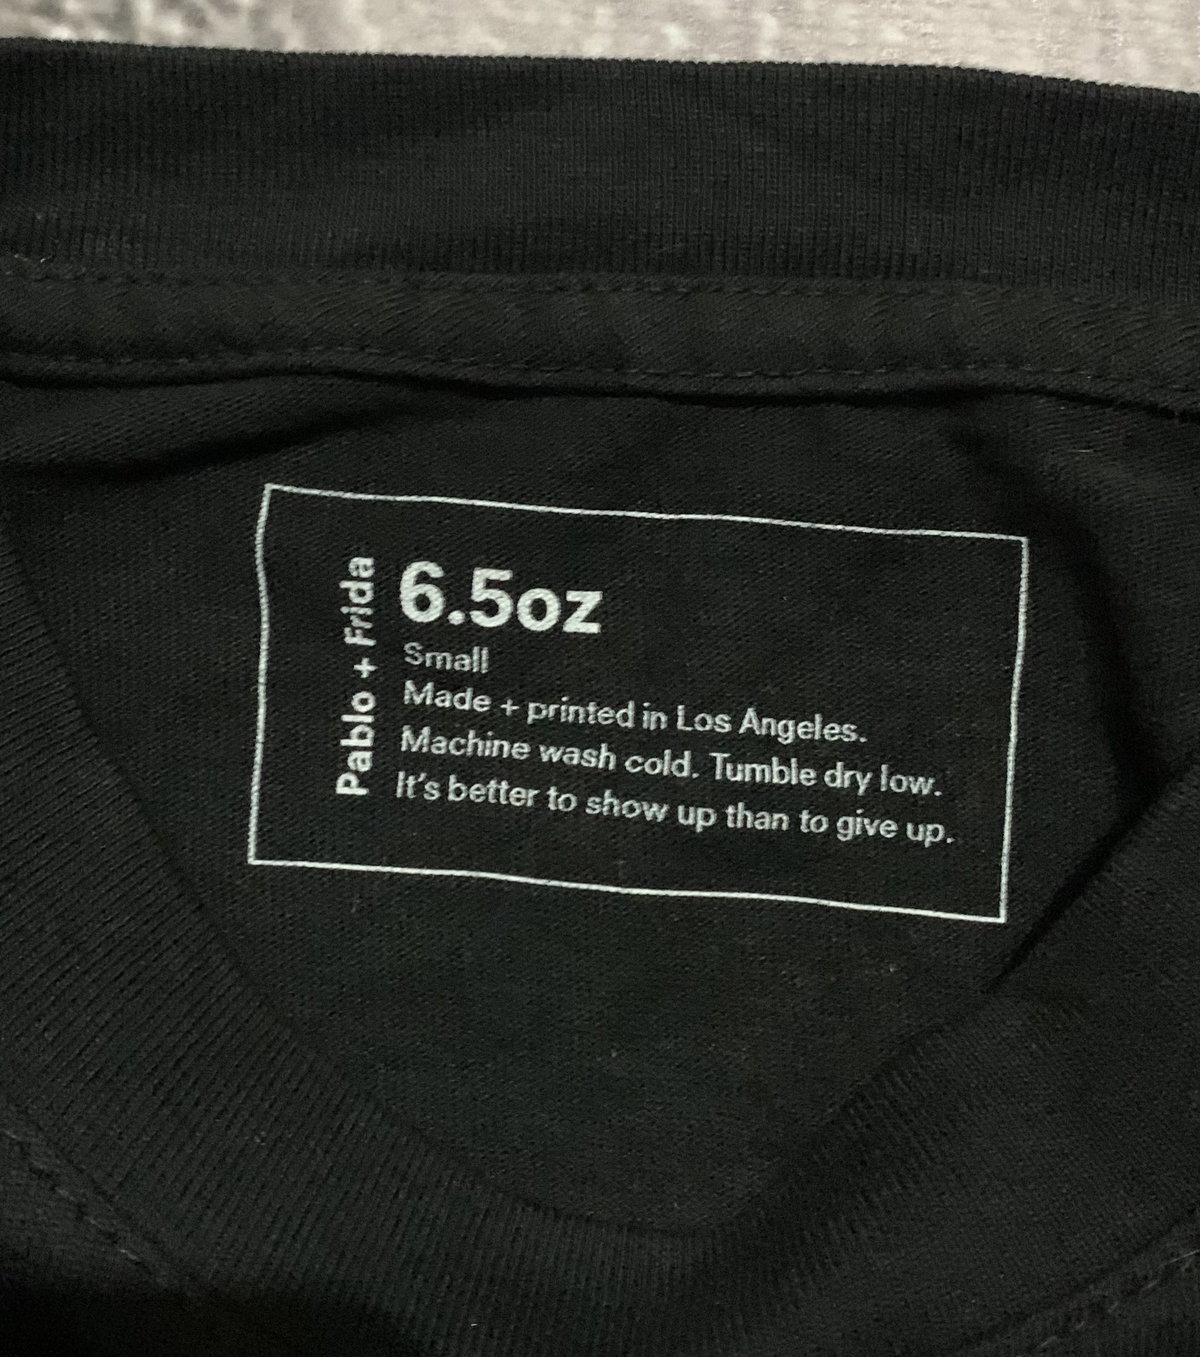 Pablo + Frida
6.5oz
Small
Made + printed in Los Angeles.
Machine wash cold. Tumble dry low.
It's better to show up than to give up.